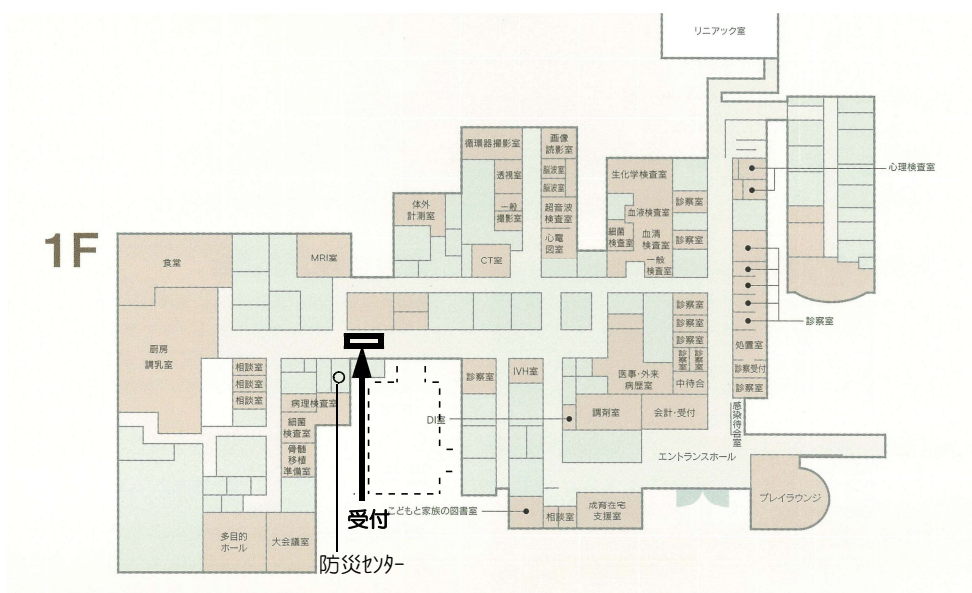 リニアック室
循環器撮影室
画像
読影室
脳波室
脳波室
透視室
一般
撮影室
超音波
検査室
心電
図室
体外
計測室
CT室
MRI室
生化学検査室
血液検査室
細菌
検査室
血清
検査室
一般
検査室
診察室
診察室
心理検査室
1F
食堂
厨房
調乳室
相談室
相談室
相談室
病理検査室
細菌
検査室
骨髄
移植
準備室
多目的
ホール
大会議室
受付
防災センター
診察室
IVH室
DI室
調剤室
医事・外来
病歴室
会計・受付
診察室
診察室
診察室
診察室
診察室
中待合
診察室
処置室
診察受付
診察室
感染待合室
エントランスホール
プレイラウンジ
こどもと家族の図書室
相談室
成育在宅
支援室